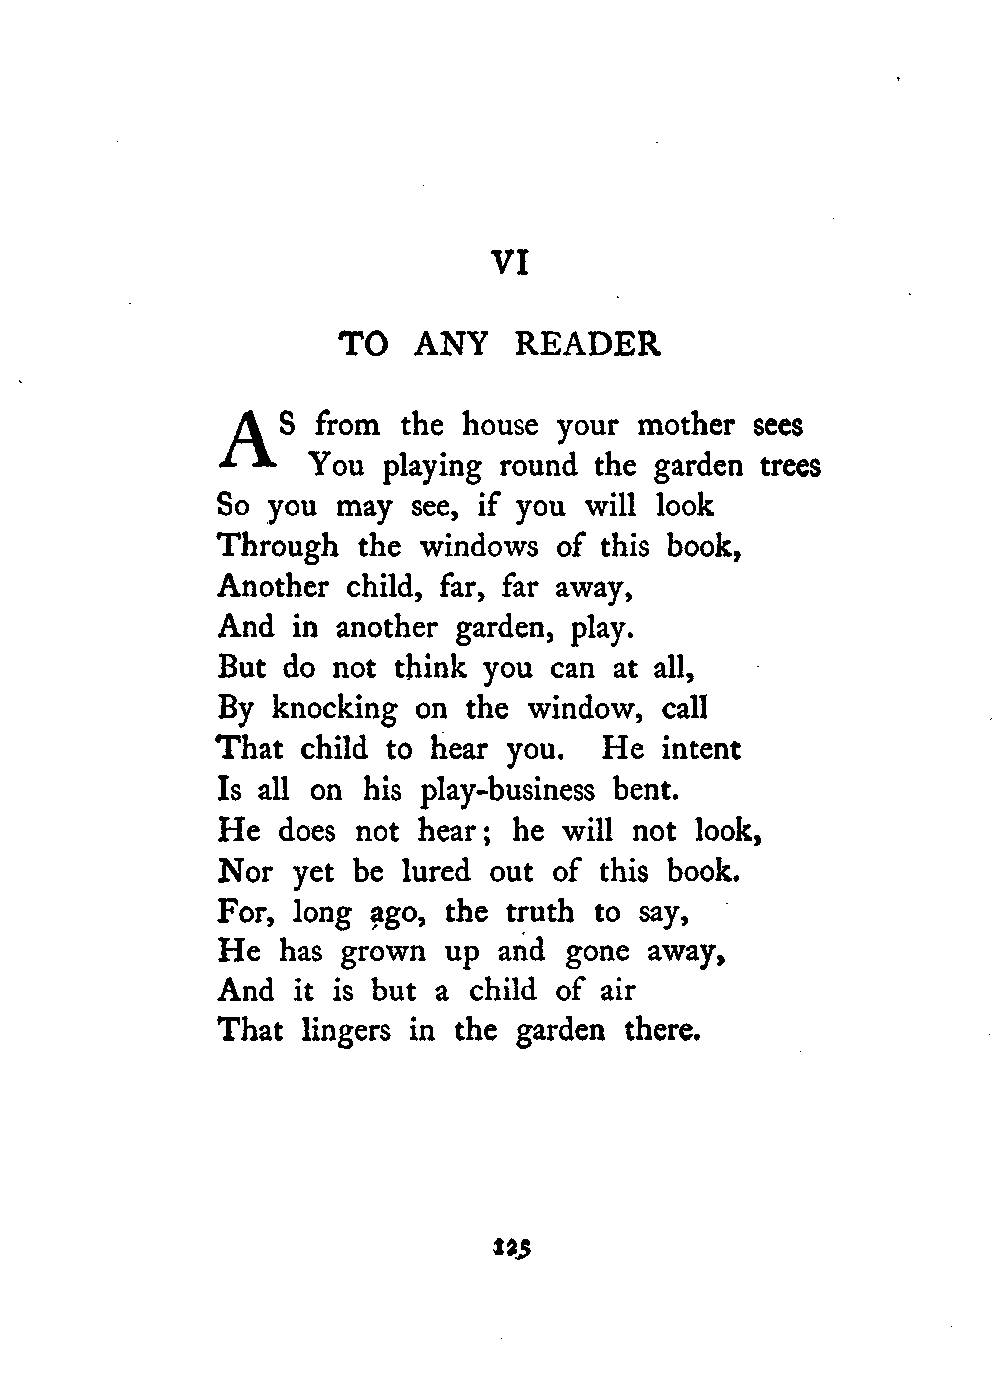 VI
TO ANY READER
AS from the house your mother sees
You playing round the garden trees
So you may see, if you will look
Through the windows of this book,
Another child, far, far away,
And in another garden, play.
But do not think you can at all,
By knocking on the window, call
That child to hear you. He intent
Is all on his play-business bent.
He does not hear; he will not look,
Nor yet be lured out of this book.
For, long ago, the truth to say,
He has grown up and gone away,
And it is but a child of air
That lingers in the garden there.
125